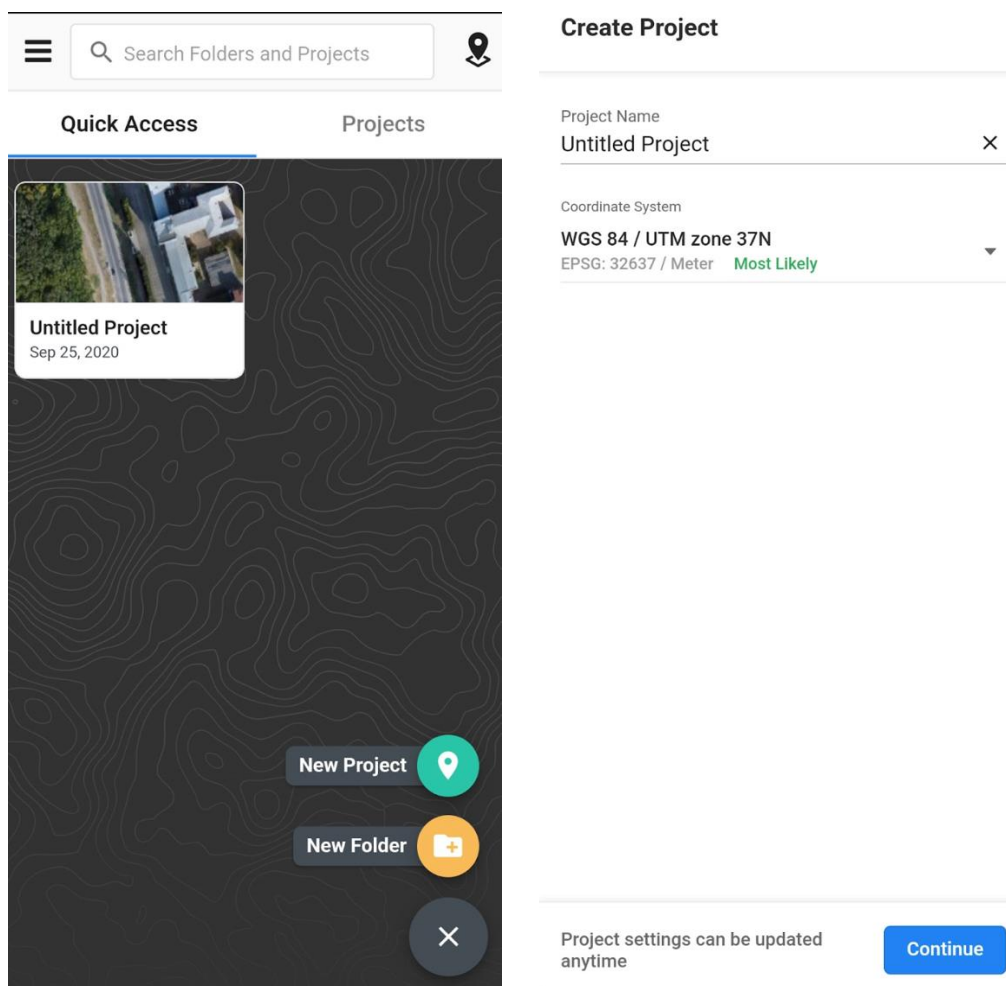 Search Folders and Projects
Quick Access
Projects
Untitled Project
Sep 25, 2020
New Project
New Folder
Create Project
Project Name
Untitled Project
Coordinate System
WGS 84 / UTM zone 37N
EPSG: 32637 / Meter Most Likely
Project settings can be updated
anytime
Continue